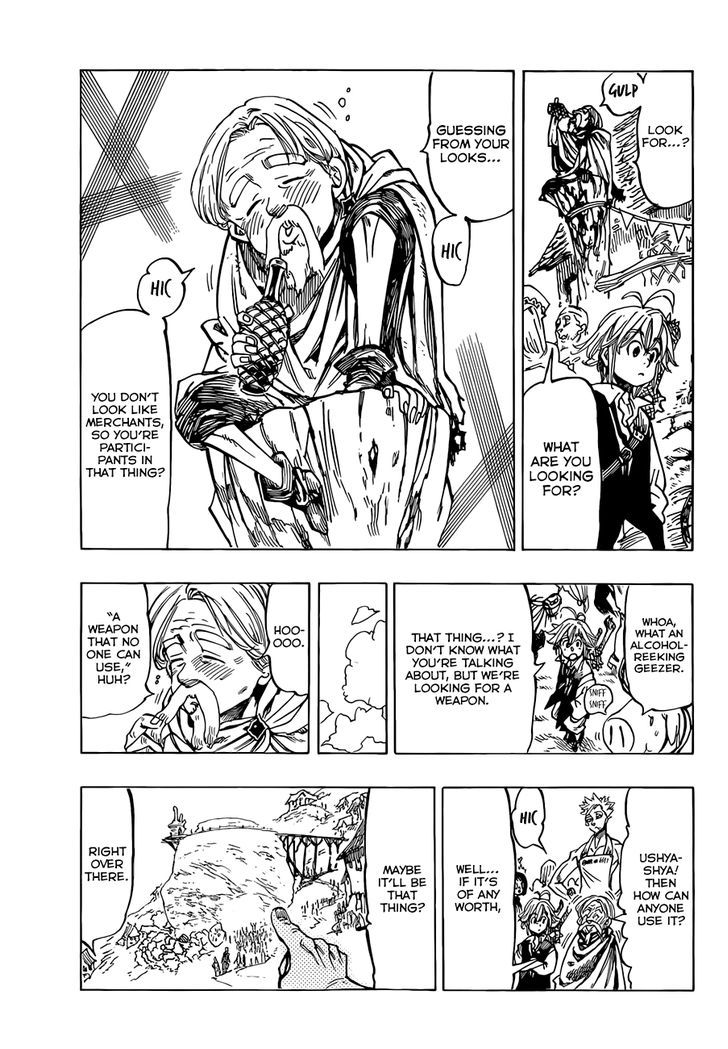 GULP
LOOK
FOR...?
WHAT
ARE YOU
LOOKING
FOR?
GUESSING
FROM YOUR
LOOKS...
HIC
HIC
YOU DON'T
LOOK LIKE
MERCHANTS,
SO YOU'RE
PARTICI-
PANTS IN
THAT THING?
WHOA,
WHAT AN
ALCOHOL-
REEKING
GEEZER.
SNIFF
SNIFF
THAT THING...? I
DON'T KNOW WHAT
YOU'RE TALKING
ABOUT, BUT WE'RE
LOOKING FOR A
WEAPON.
HOO-
OOO.
"A
WEAPON
THAT NO
ONE CAN
USE,"
HUH?
USHYA-
SHYA!
THEN
HOW CAN
ANYONE
USE IT?
HIC
WELL...
IF IT'S
OF ANY
WORTH,
MAYBE
IT'LL BE
THAT
THING?
RIGHT
OVER
THERE.